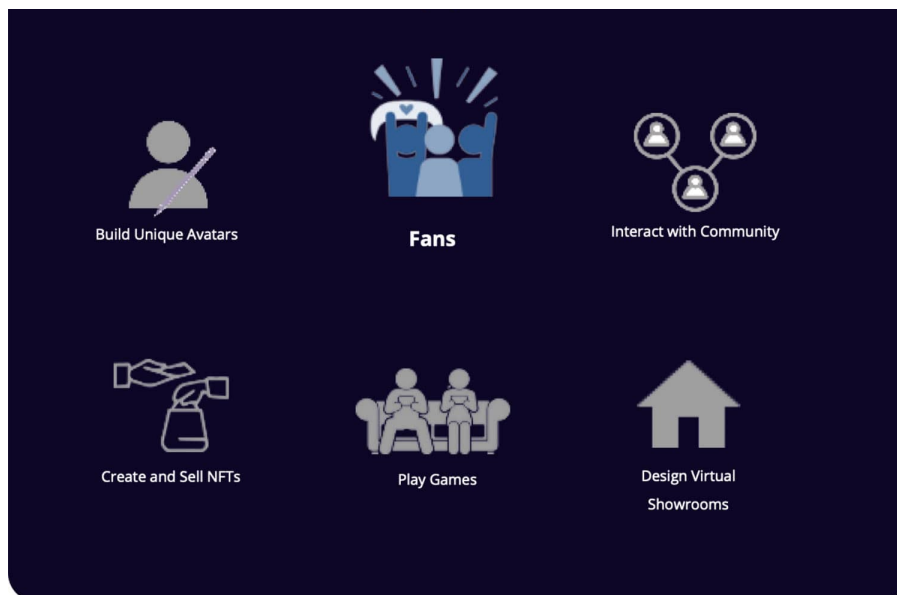 Fans
Build Unique Avatars
Interact with Community
Create and Sell NFTs
Play Games
Design Virtual
Showrooms